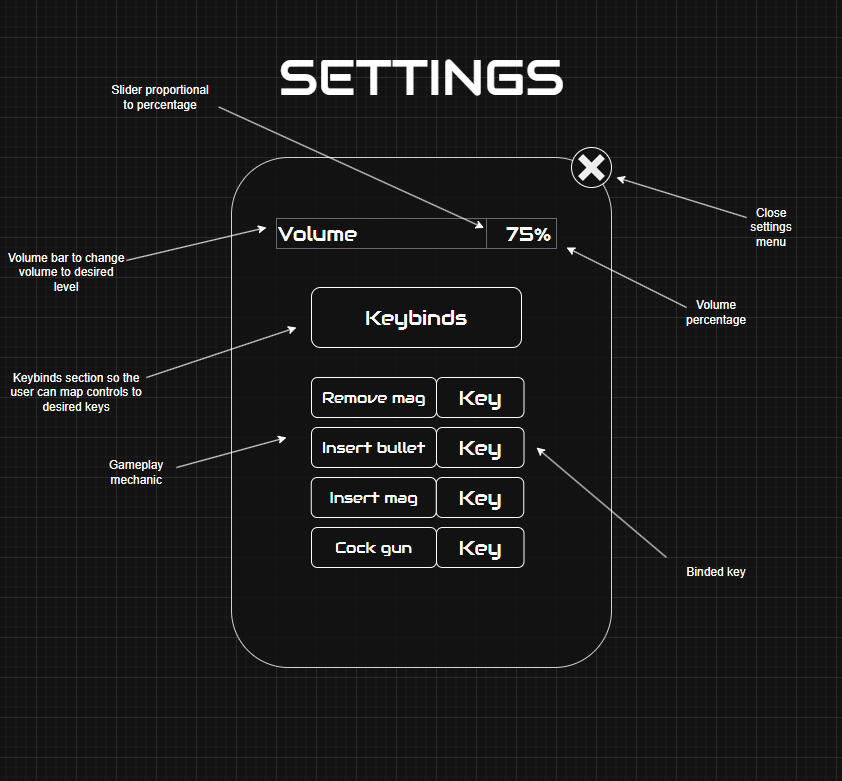 SETTINGS
Slider proportional
to percentage
Close
settings
menu
Volume
75%
Volume bar to change
volume to desired
level
Volume
percentage
Keybinds
Keybinds section so the
user can map controls to
desired keys
Remove mag
Key
Insert bullet
Key
Gameplay
mechanic
Insert mag
Key
Cock gun
Key
Binded key